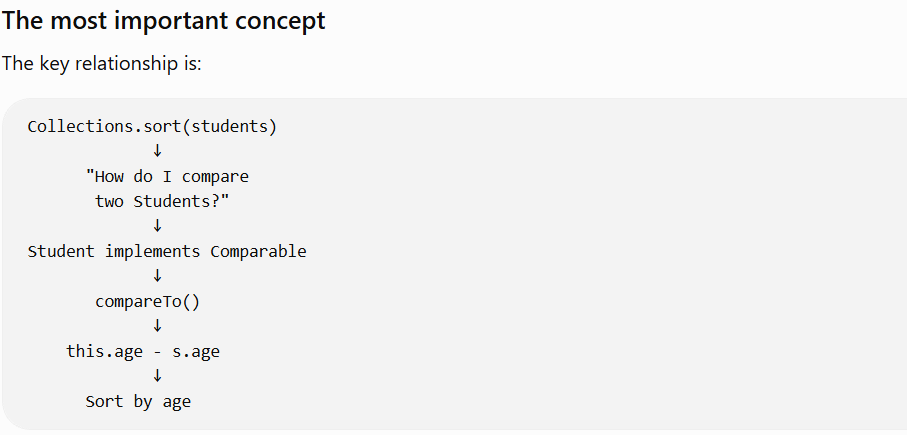 The most important concept
The key relationship is:
Collections.sort(students)
↓
"How do I compare
two Students?"
↓
Student implements Comparable
↓
compareTo()
↓
this.age - s.age
↓
Sort by age